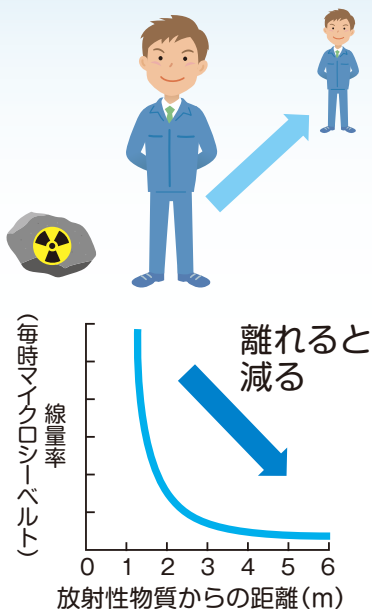 離れると
減る
線量率
（毎時マイクロシーベルト）
0 1 2 3 4 5 6
放射性物質からの距離(m)